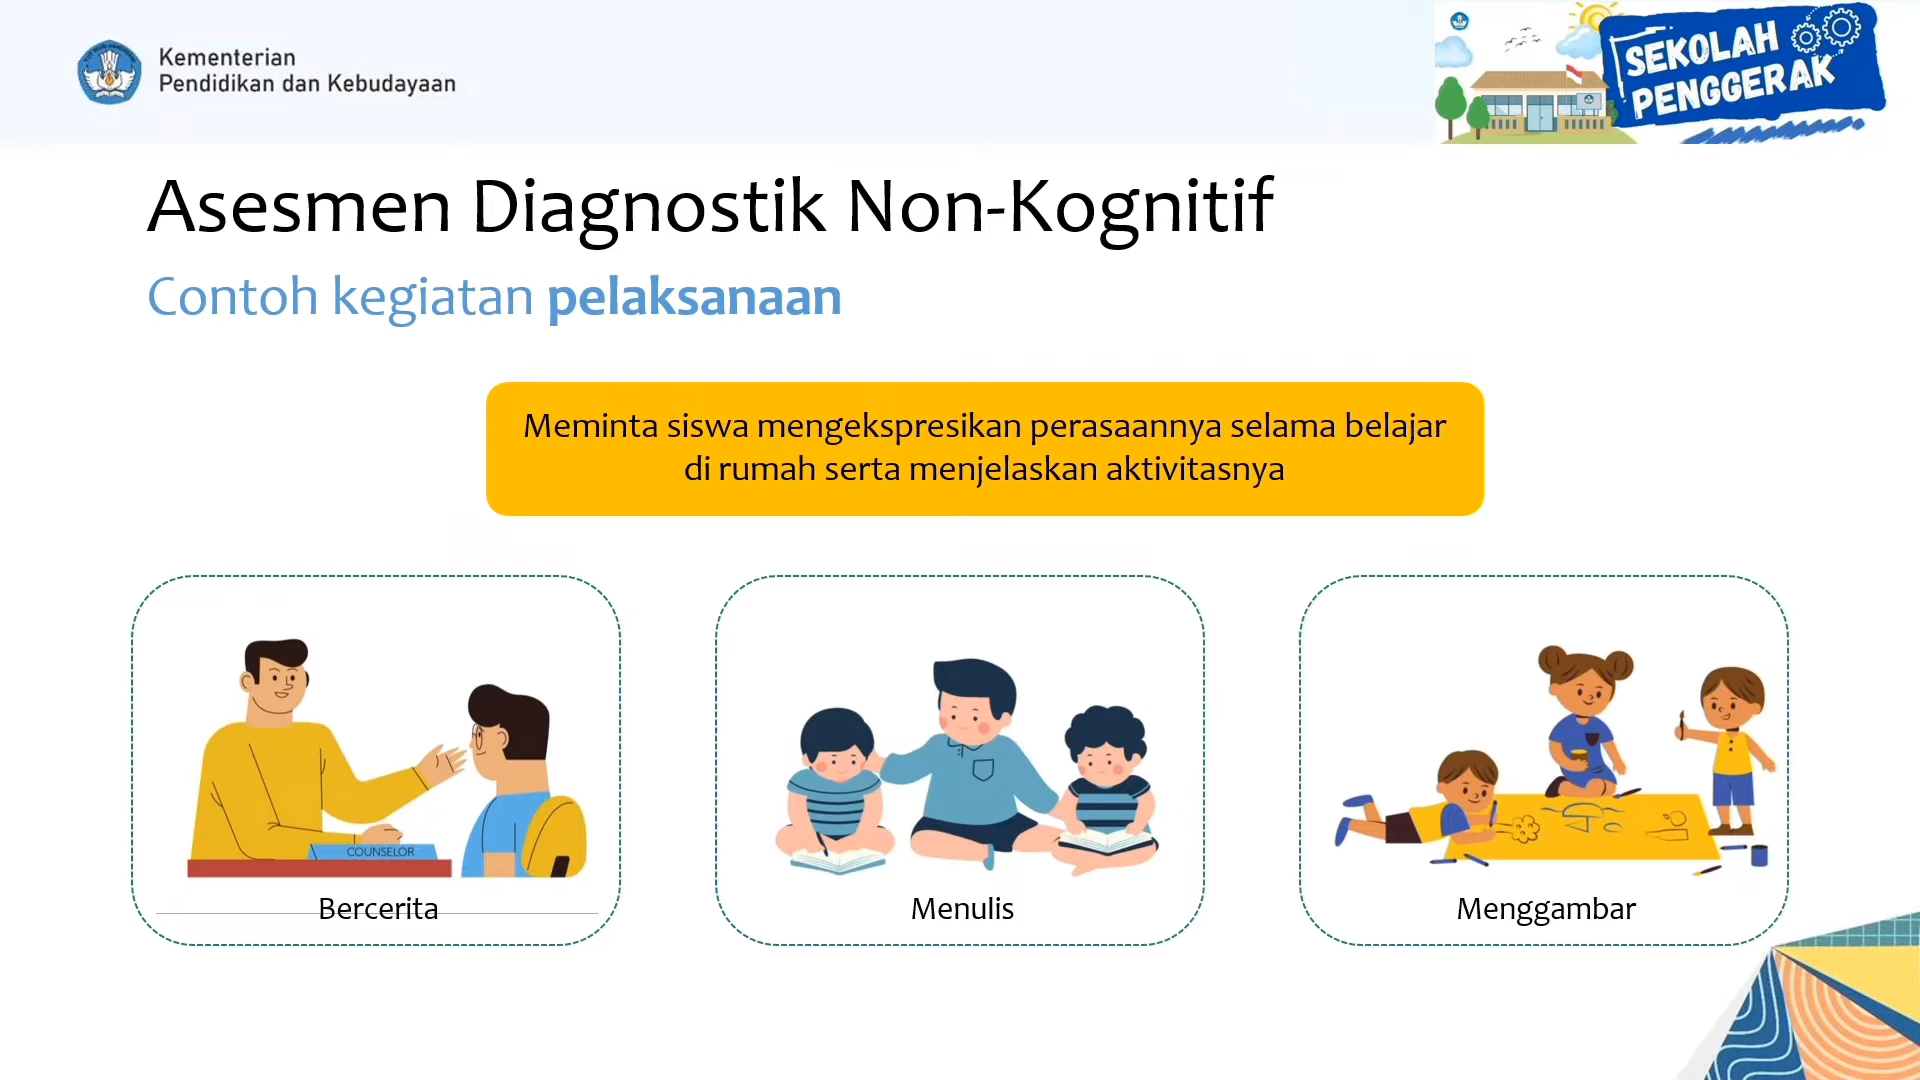 Kementerian
Pendidikan dan Kebudayaan
SEKOLAH
PENGGERAK
Asesmen Diagnostik Non-Kognitif
Contoh kegiatan pelaksanaan
Meminta siswa mengekspresikan perasaannya selama belajar
di rumah serta menjelaskan aktivitasnya
COUNSELOR
Bercerita
Menulis
Menggambar